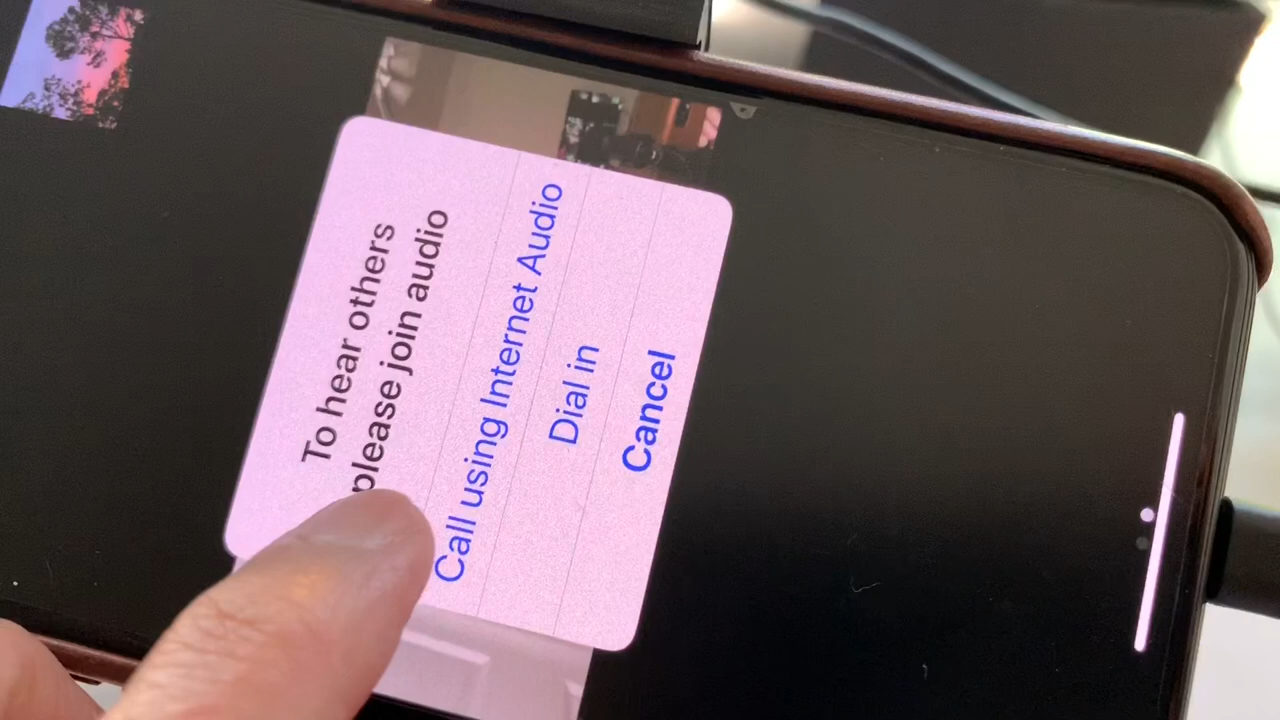 To hear others
please join audio
Call using Internet Audio
Dial in
Cancel